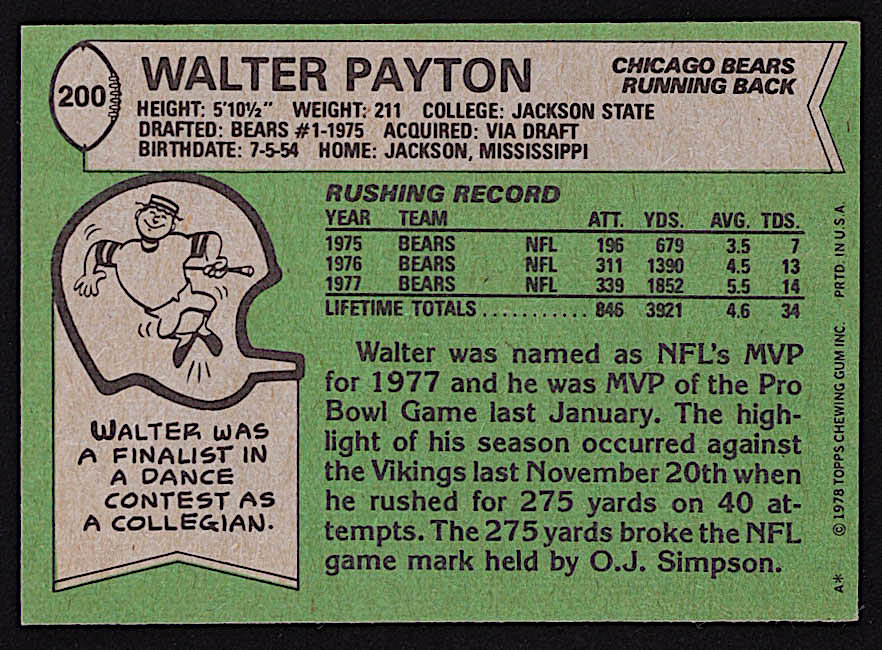 200
WALTER PAYTON
CHICAGO BEARS
RUNNING BACK
HEIGHT: 5'10½" WEIGHT: 211 COLLEGE: JACKSON STATE
DRAFTED: BEARS #1-1975 ACQUIRED: VIA DRAFT
BIRTHDATE: 7-5-54 HOME: JACKSON, MISSISSIPPI
RUSHING RECORD
YEAR TEAM ATT. YDS. AVG. TDS.
1975 BEARS NFL 196 679 3.5 7
1976 BEARS NFL 311 1390 4.5 13
1977 BEARS NFL 339 1852 5.5 14
LIFETIME TOTALS........... 846 3921 4.6 34
Walter was named as NFL's MVP
for 1977 and he was MVP of the Pro
Bowl Game last January. The high-
light of his season occurred against
the Vikings last November 20th when
he rushed for 275 yards on 40 at-
tempts. The 275 yards broke the NFL
game mark held by O.J. Simpson.
WALTER WAS
A FINALIST IN
A DANCE
CONTEST AS
A COLLEGIAN.
A* © 1978 TOPPS CHEWING GUM INC. PRTD. IN U.S.A.